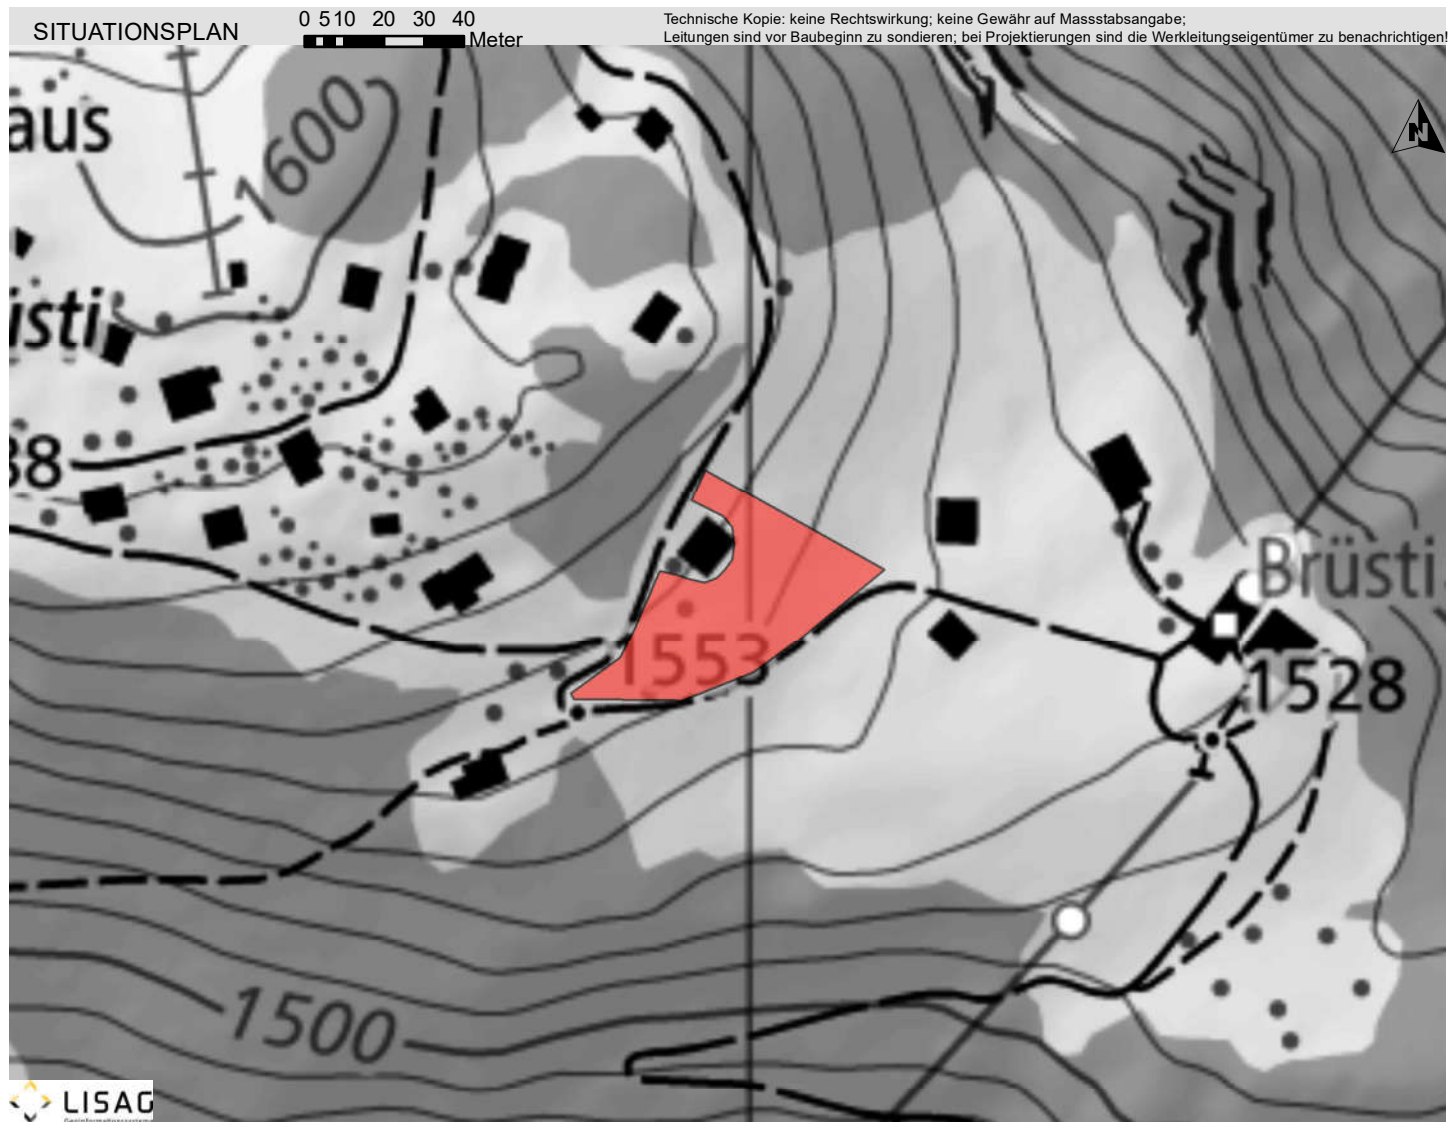 SITUATIONSPLAN
0 5 10 20 30 40
Meter
Technische Kopie: keine Rechtswirkung; keine Gewähr auf Massstabsangabe;
Leitungen sind vor Baubeginn zu sondieren; bei Projektierungen sind die Werkleitungseigentümer zu benachrichtigen!
N
aus
1600
isti
38
Brüsti
1553
1528
1500
LISAG